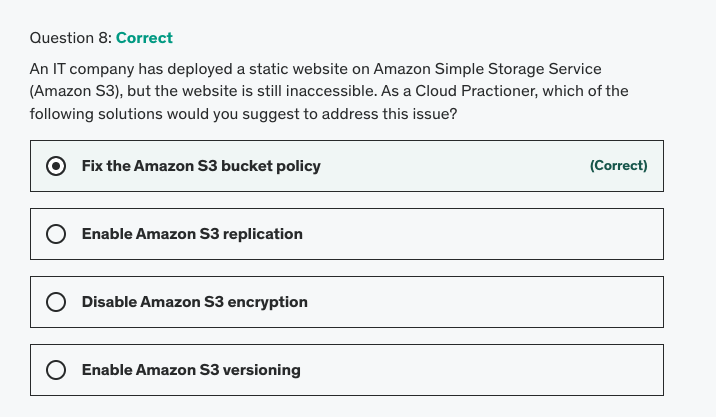 Question 8: Correct
An IT company has deployed a static website on Amazon Simple Storage Service
(Amazon S3), but the website is still inaccessible. As a Cloud Practioner, which of the
following solutions would you suggest to address this issue?
Fix the Amazon S3 bucket policy (Correct)
Enable Amazon S3 replication
Disable Amazon S3 encryption
Enable Amazon S3 versioning